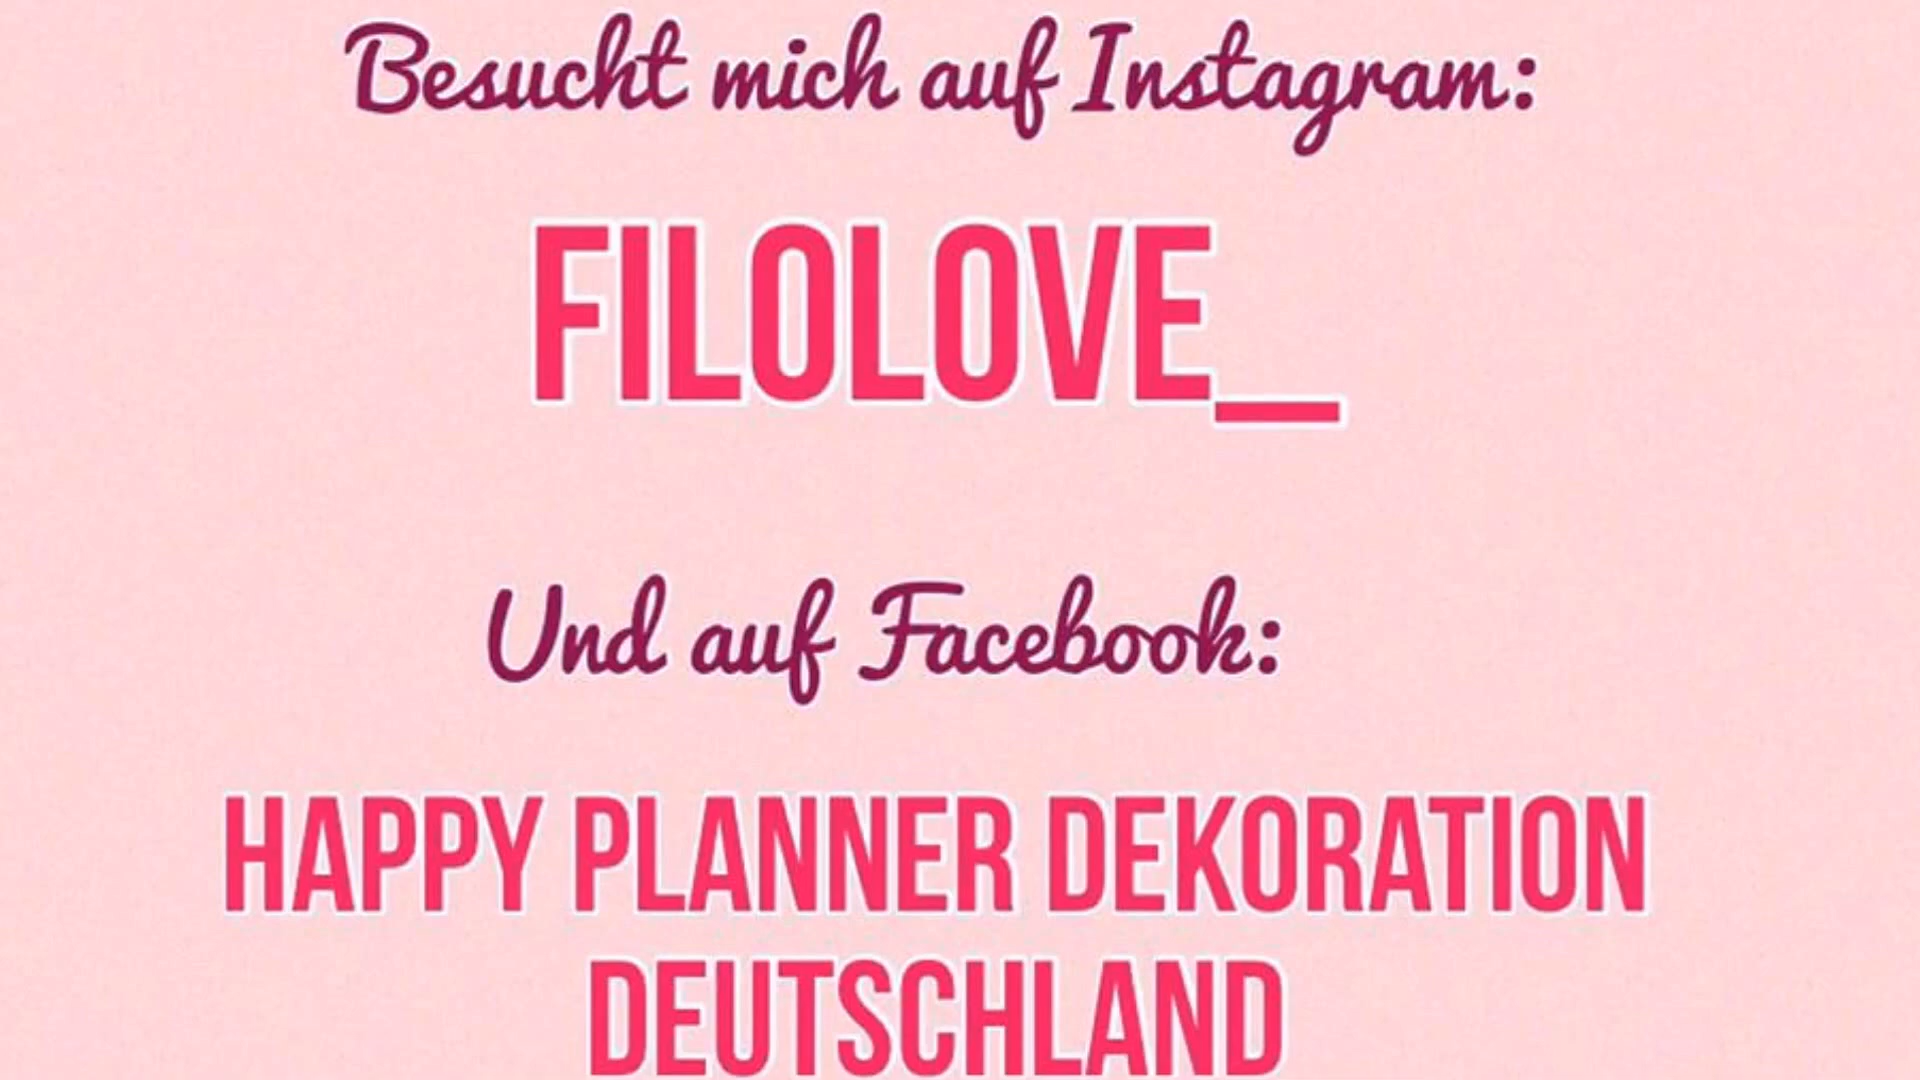 Besucht mich auf Instagram:
FILOLOVE_
Und auf Facebook:
HAPPY PLANNER DEKORATION
DEUTSCHLAND